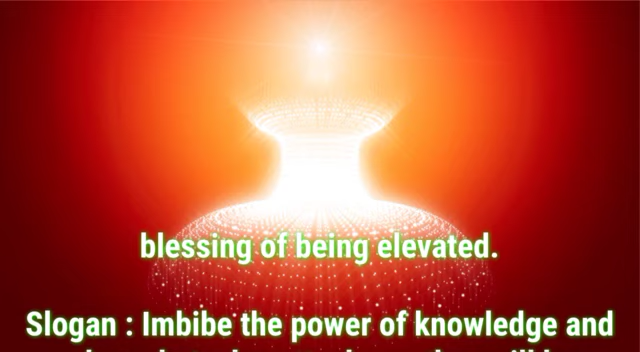 blessing of being elevated.
Slogan : Imbibe the power of knowledge and